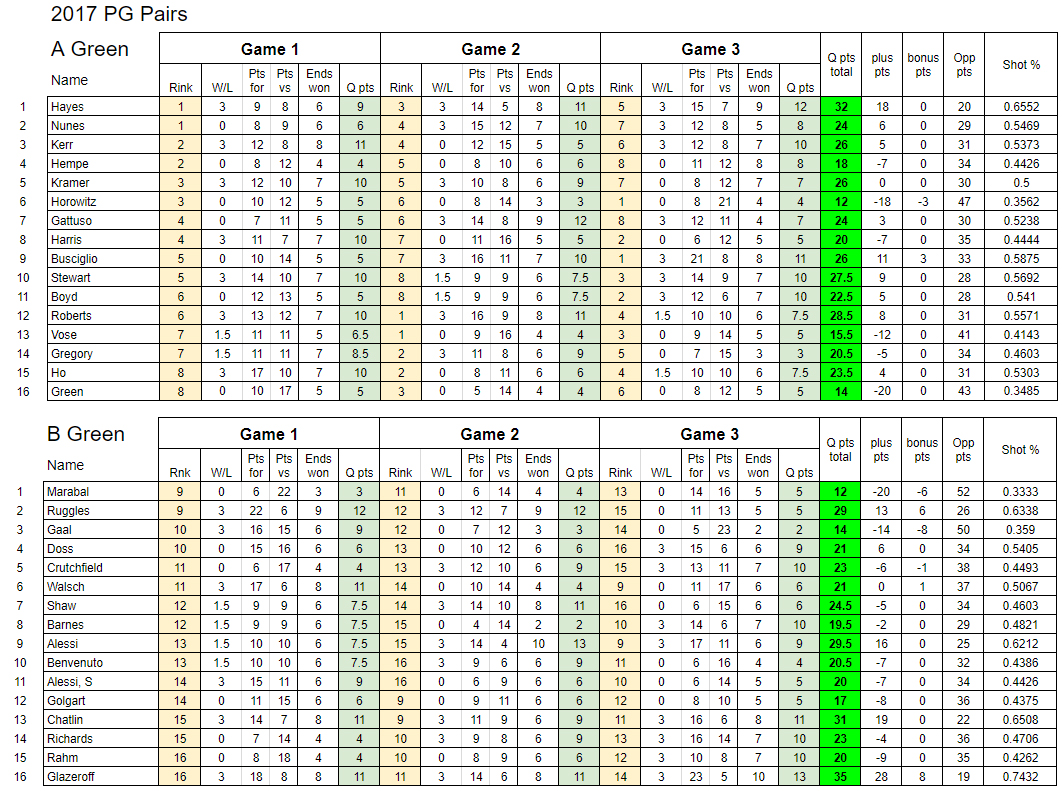 2017 PG Pairs
A Green Game 1 Game 2 Game 3 Q pts total plus pts bonus pts Opp pts Shot %
Name Rink W/L Pts for Pts vs Ends won Q pts Rink W/L Pts for Pts vs Ends won Q pts Rink W/L Pts for Pts vs Ends won Q pts
1 Hayes 1 3 9 8 6 9 3 3 14 5 8 11 5 3 15 7 9 12 32 18 0 20 0.6552
2 Nunes 1 0 8 9 6 6 4 3 15 12 7 10 7 3 12 8 5 8 24 6 0 29 0.5469
3 Kerr 2 3 12 8 8 11 4 0 12 15 5 5 6 3 12 8 7 10 26 5 0 31 0.5373
4 Hempe 2 0 8 12 4 4 5 0 8 10 6 6 8 0 11 12 8 8 18 -7 0 34 0.4426
5 Kramer 3 3 12 10 7 10 5 3 10 8 6 9 7 0 8 12 7 7 26 0 0 30 0.5
6 Horowitz 3 0 10 12 5 5 6 0 8 14 3 3 1 0 8 21 4 4 12 -18 -3 47 0.3562
7 Gattuso 4 0 7 11 5 5 6 3 14 8 9 12 8 3 12 11 4 7 24 3 0 30 0.5238
8 Harris 4 3 11 7 7 10 7 0 11 16 5 5 2 0 6 12 5 5 20 -7 0 35 0.4444
9 Busciglio 5 0 10 14 5 5 7 3 16 11 7 10 1 3 21 8 8 11 26 11 3 33 0.5875
10 Stewart 5 3 14 10 7 10 8 1.5 9 9 6 7.5 3 3 14 9 7 10 27.5 9 0 28 0.5692
11 Boyd 6 0 12 13 5 5 8 1.5 9 9 6 7.5 2 3 12 6 7 10 22.5 5 0 28 0.541
12 Roberts 6 3 13 12 7 10 1 3 16 9 8 11 4 1.5 10 10 6 7.5 28.5 8 0 31 0.5571
13 Vose 7 1.5 11 11 5 6.5 1 0 9 16 4 4 3 0 9 14 5 5 15.5 -12 0 41 0.4143
14 Gregory 7 1.5 11 11 7 8.5 2 3 11 8 6 9 5 0 7 15 3 3 20.5 -5 0 34 0.4603
15 Ho 8 3 17 10 7 10 2 0 8 11 6 6 4 1.5 10 10 6 7.5 23.5 4 0 31 0.5303
16 Green 8 0 10 17 5 5 3 0 5 14 4 4 6 0 8 12 5 5 14 -20 0 43 0.3485
B Green Game 1 Game 2 Game 3 Q pts total plus pts bonus pts Opp pts Shot %
Name Rnk W/L Pts for Pts vs Ends won Q pts Rink W/L Pts for Pts vs Ends won Q pts Rink W/L Pts for Pts vs Ends won Q pts
1 Marabal 9 0 6 22 3 3 11 0 6 14 4 4 13 0 14 16 5 5 12 -20 -6 52 0.3333
2 Ruggles 9 3 22 6 9 12 12 3 12 7 9 12 15 0 11 13 5 5 29 13 6 26 0.6338
3 Gaal 10 3 16 15 6 9 12 0 7 12 3 3 14 0 5 23 2 2 14 -14 -8 50 0.359
4 Doss 10 0 15 16 6 6 13 0 10 12 6 6 16 3 15 6 6 9 21 6 0 34 0.5405
5 Crutchfield 11 0 6 17 4 4 13 3 12 10 6 9 15 3 13 11 7 10 23 -6 -1 38 0.4493
6 Walsch 11 3 17 6 8 11 14 0 10 14 4 4 9 0 11 17 6 6 21 0 1 37 0.5067
7 Shaw 12 1.5 9 9 6 7.5 14 3 14 10 8 11 16 0 6 15 6 6 24.5 -5 0 34 0.4603
8 Barnes 12 1.5 9 9 6 7.5 15 0 4 14 2 2 10 3 14 6 7 10 19.5 -2 0 29 0.4821
9 Alessi 13 1.5 10 10 6 7.5 15 3 14 4 10 13 9 3 17 11 6 9 29.5 16 0 25 0.6212
10 Benvenuto 13 1.5 10 10 6 7.5 16 3 9 6 6 9 11 0 6 16 4 4 20.5 -7 0 32 0.4386
11 Alessi, S 14 3 15 11 6 9 16 0 6 9 6 6 10 0 6 14 5 5 20 -7 0 34 0.4426
12 Golgart 14 0 11 15 6 6 9 0 9 11 6 6 12 0 8 10 5 5 17 -8 0 36 0.4375
13 Chatlin 15 3 14 7 8 11 9 3 11 9 6 9 11 3 16 6 8 11 31 19 0 22 0.6508
14 Richards 15 0 7 14 4 4 10 3 9 8 6 9 13 3 16 14 7 10 23 -4 0 36 0.4706
15 Rahm 16 0 8 18 4 4 10 0 8 9 6 6 12 3 10 8 7 10 20 -9 0 35 0.4262
16 Glazeroff 16 3 18 8 8 11 11 3 14 6 8 11 14 3 23 5 10 13 35 28 8 19 0.7432